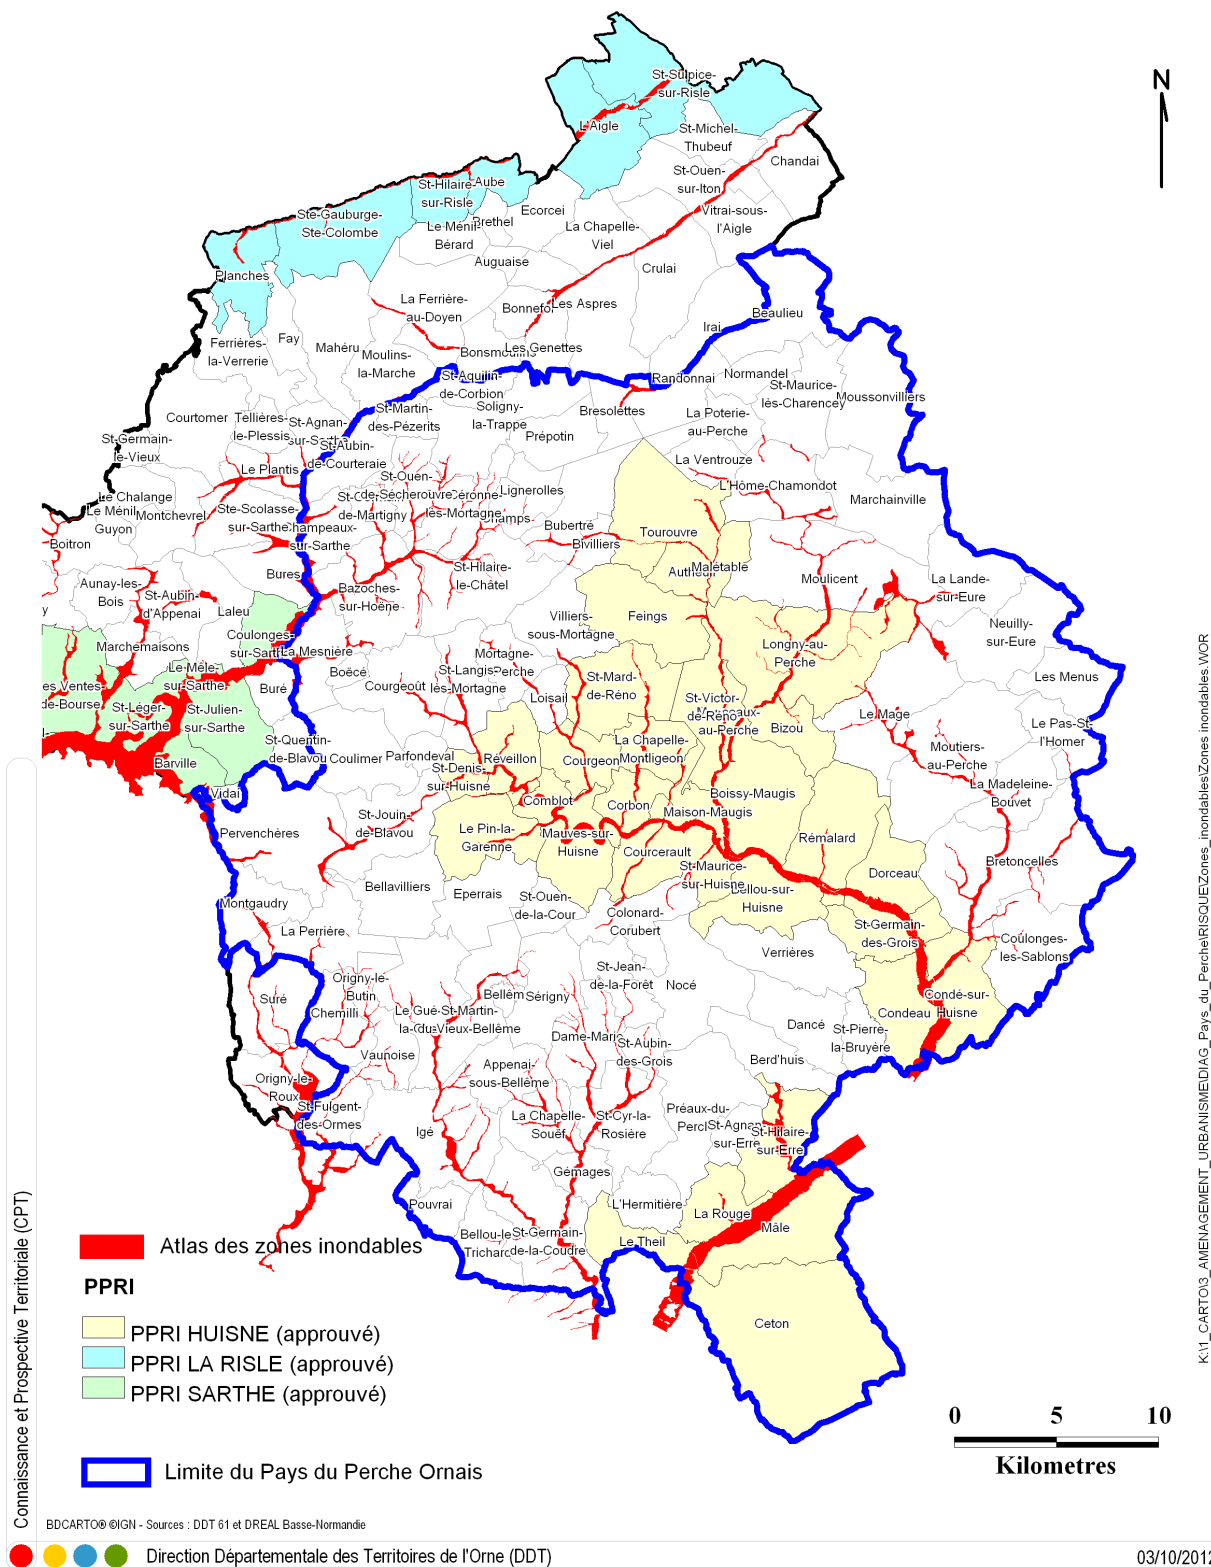 N
St-Sulpice-
sur-Risle
L'Aigle
St-Michel-
Thubeuf
Chandai
St-Ouen-
sur-Iton
St-Hilaire-
sur-Risle
Aube
Ecorcei
Vitrai-sous-
l'Aigle
Ste-Gauburge-
Ste-Colombe
Le Ménil-
Bérard
Brethel
La Chapelle-
Viel
Auguaise
Crulai
Planches
La Ferrière-
au-Doyen
Bonnefoi
Les Aspres
Beaulieu
Irai
Ferrières-
la-Verrerie
Fay
Mahéru
Moulins-
la-Marche
Bonsmoulins
Les Genettes
St-Aquilin-
de-Corbion
Randonnai
Normandel
St-Maurice-
lès-Charencey
Moussonvilliers
Courtomer
Tellières-
le-Plessis
St-Agnan-
sur-Sarthe
St-Martin-
des-Pézerits
Soligny-
la-Trappe
Bresolettes
La Poterie-
au-Perche
Prépotin
St-Germain-
le-Vieux
St-Aubin-
de-Courteraie
Le Plantis
La Ventrouze
L'Hôme-Chamondot
Marchainville
St-Ouen-
de-Sécherouvre
Lignerolles
Le Chalange
Le Ménil-
Guyon
Montchevrel
Ste-Scolasse-
sur-Sarthe
de-Martigny
lès-Mortagne
Champs
Champeaux-
sur-Sarthe
Bubertré
Bivilliers
Tourouvre
Boitron
Autheuil
Malétable
Moulicent
La Lande-
sur-Eure
Bures
St-Hilaire-
le-Châtel
Aunay-les-
Bois
St-Aubin-
d'Appenai
Bazoches-
sur-Hoëne
Laleu
Villiers-
sous-Mortagne
Feings
Neuilly-
sur-Eure
Marchemaisons
Coulonges-
sur-Sarthe
La Mesnière
Boëcé
Longny-au-
Perche
Les Menus
Le Mêle-
sur-Sarthe
Buré
Courgeoût
St-Langis-
lès-Mortagne
Mortagne-
Perche
Loisail
St-Mard-
de-Réno
es Ventes-
de-Bourse
St-Léger-
sur-Sarthe
St-Julien-
sur-Sarthe
St-Victor-
de-Réno
au-Perche
Bizou
Le Mage
Le Pas-St-
l'Homer
St-Quentin-
de-Blavou
Coulimer
Parfondeval
St-Denis-
sur-Huisne
Réveillon
Courgeon
La Chapelle-
Montligeon
Moutiers-
au-Perche
Barville
Vidai
La Madeleine-
Bouvet
Comblot
Corbon
Maison-Maugis
Boissy-Maugis
St-Jouin-
de-Blavou
Pervenchères
Le Pin-la-
Garenne
Mauves-sur-
Huisne
Courcerault
Rémalard
St-Maurice-
sur-Huisne
Dorceau
Bretoncelles
Bellavilliers
Eperrais
St-Ouen-
de-la-Cour
Bellou-sur-
Huisne
Montgaudry
Colonard-
Corubert
St-Germain-
des-Grois
La Perrière
Verrières
Coulonges-
les-Sablons
Suré
Origny-le-
Butin
Chemilli
Bellêm
Sérigny
St-Jean-
de-la-Forêt
Nocé
Le Gué-
St-Martin-
du-Vieux-Bellême
Condé-sur-
Huisne
Condeau
Dancé
St-Pierre-
la-Bruyère
Vaunoise
Dame-Marie
St-Aubin-
des-Grois
Berd'huis
Origny-le-
Roux
Appenai-
sous-Bellême
St-Fulgent-
des-Ormes
Igé
La Chapelle-
Souëf
St-Cyr-la-
Rosière
Préaux-du-
St-Agnan-
sur-Erre
St-Hilaire-
sur-Erre
Gémages
L'Hermitière
Pouvrai
La Rouge
Mâle
Bellou-le-
Trichard
St-Germain-
de-la-Coudre
Le Theil
Ceton
Atlas des zones inondables
PPRI
PPRI HUISNE (approuvé)
PPRI LA RISLE (approuvé)
PPRI SARTHE (approuvé)
Limite du Pays du Perche Ornais
0 5 10
Kilometres
BDCARTO® ©IGN - Sources : DDT 61 et DREAL Basse-Normandie
Direction Départementale des Territoires de l'Orne (DDT)
03/10/2012
Connaissance et Prospective Territoriale (CPT)
K:\1_CARTO\3_AMENAGEMENT_URBANISME\DIAG_Pays_du_Perche\RISQUE\Zones_inondables\Zones inondables.WOR